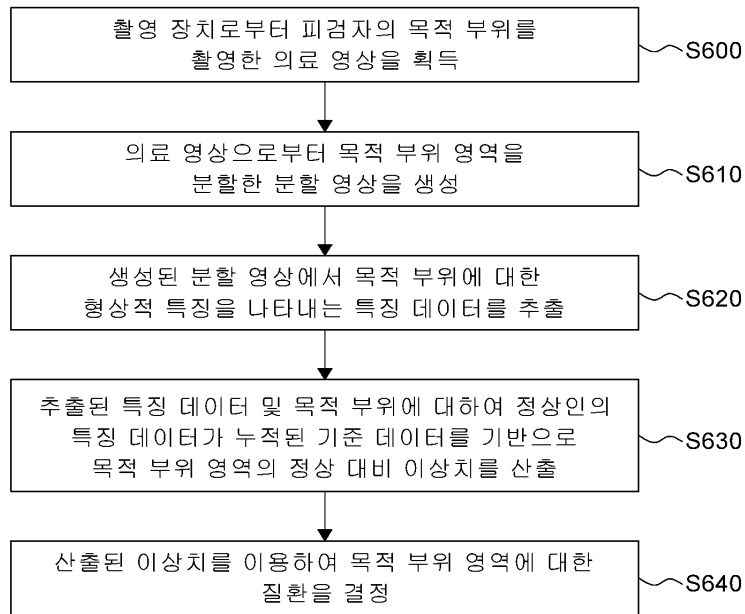 촬영 장치로부터 피검자의 목적 부위를
촬영한 의료 영상을 획득
S600
의료 영상으로부터 목적 부위 영역을
분할한 분할 영상을 생성
S610
생성된 분할 영상에서 목적 부위에 대한
형상적 특징을 나타내는 특징 데이터를 추출
S620
추출된 특징 데이터 및 목적 부위에 대하여 정상인의
특징 데이터가 누적된 기준 데이터를 기반으로
목적 부위 영역의 정상 대비 이상치를 산출
S630
산출된 이상치를 이용하여 목적 부위 영역에 대한
질환을 결정
S640